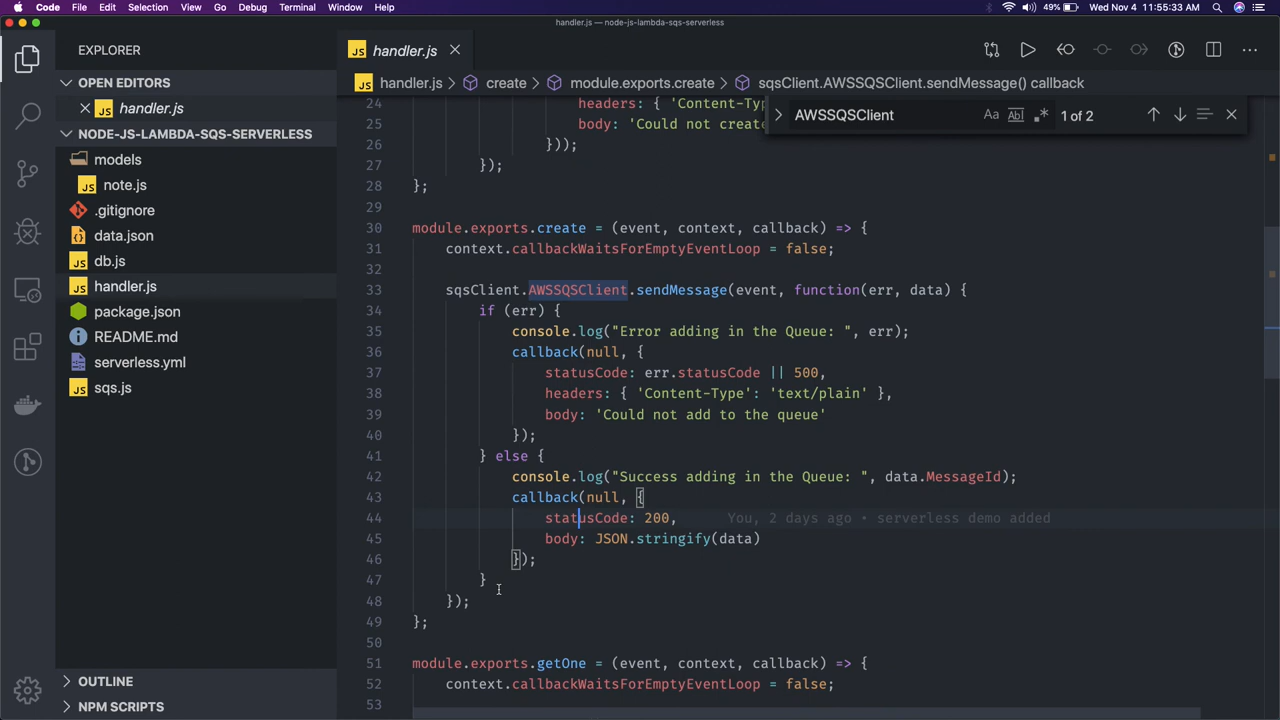 Code File Edit Selection View Go Debug Terminal Window Help 49% Wed Nov 4 11:55:33 AM
handler.js — node-js-lambda-sqs-serverless
EXPLORER
OPEN EDITORS
JS handler.js
NODE-JS-LAMBDA-SQS-SERVERLESS
models
JS note.js
.gitignore
data.json
JS db.js
JS handler.js
package.json
README.md
serverless.yml
JS sqs.js
OUTLINE
NPM SCRIPTS
JS handler.js
JS handler.js > create > module.exports.create > sqsClient.AWSSQSClient.sendMessage() callback
AWSSQSClient Aa Abl .* 1 of 2
24 headers: { 'Content-Typ
25 body: 'Could not create
26 }));
27 });
28 };
29
30 module.exports.create = (event, context, callback) => {
31 context.callbackWaitsForEmptyEventLoop = false;
32
33 sqsClient.AWSSQSClient.sendMessage(event, function(err, data) {
34 if (err) {
35 console.log("Error adding in the Queue: ", err);
36 callback(null, {
37 statusCode: err.statusCode || 500,
38 headers: { 'Content-Type': 'text/plain' },
39 body: 'Could not add to the queue'
40 });
41 } else {
42 console.log("Success adding in the Queue: ", data.MessageId);
43 callback(null, {
44 statusCode: 200, You, 2 days ago • serverless demo added
45 body: JSON.stringify(data)
46 });
47 }
48 });
49 };
50
51 module.exports.getOne = (event, context, callback) => {
52 context.callbackWaitsForEmptyEventLoop = false;
53